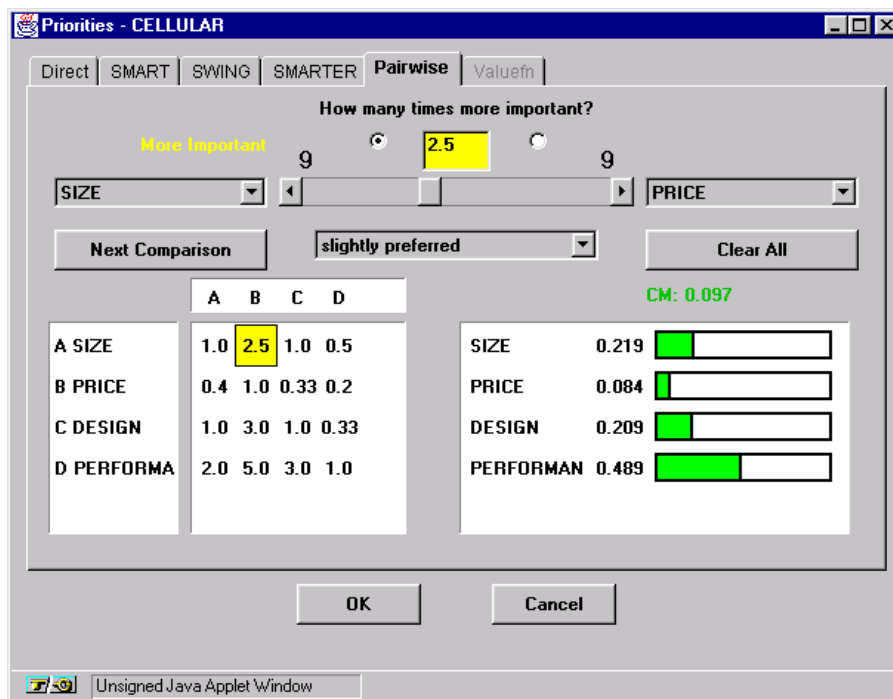 Priorities - CELLULAR
Direct SMART SWING SMARTER Pairwise Valuefn
How many times more important?
More Important 9 2.5 9
SIZE PRICE
Next Comparison slightly preferred Clear All
A B C D CM: 0.097
A SIZE 1.0 2.5 1.0 0.5 SIZE 0.219
B PRICE 0.4 1.0 0.33 0.2 PRICE 0.084
C DESIGN 1.0 3.0 1.0 0.33 DESIGN 0.209
D PERFORMA 2.0 5.0 3.0 1.0 PERFORMAN 0.489
OK Cancel
Unsigned Java Applet Window